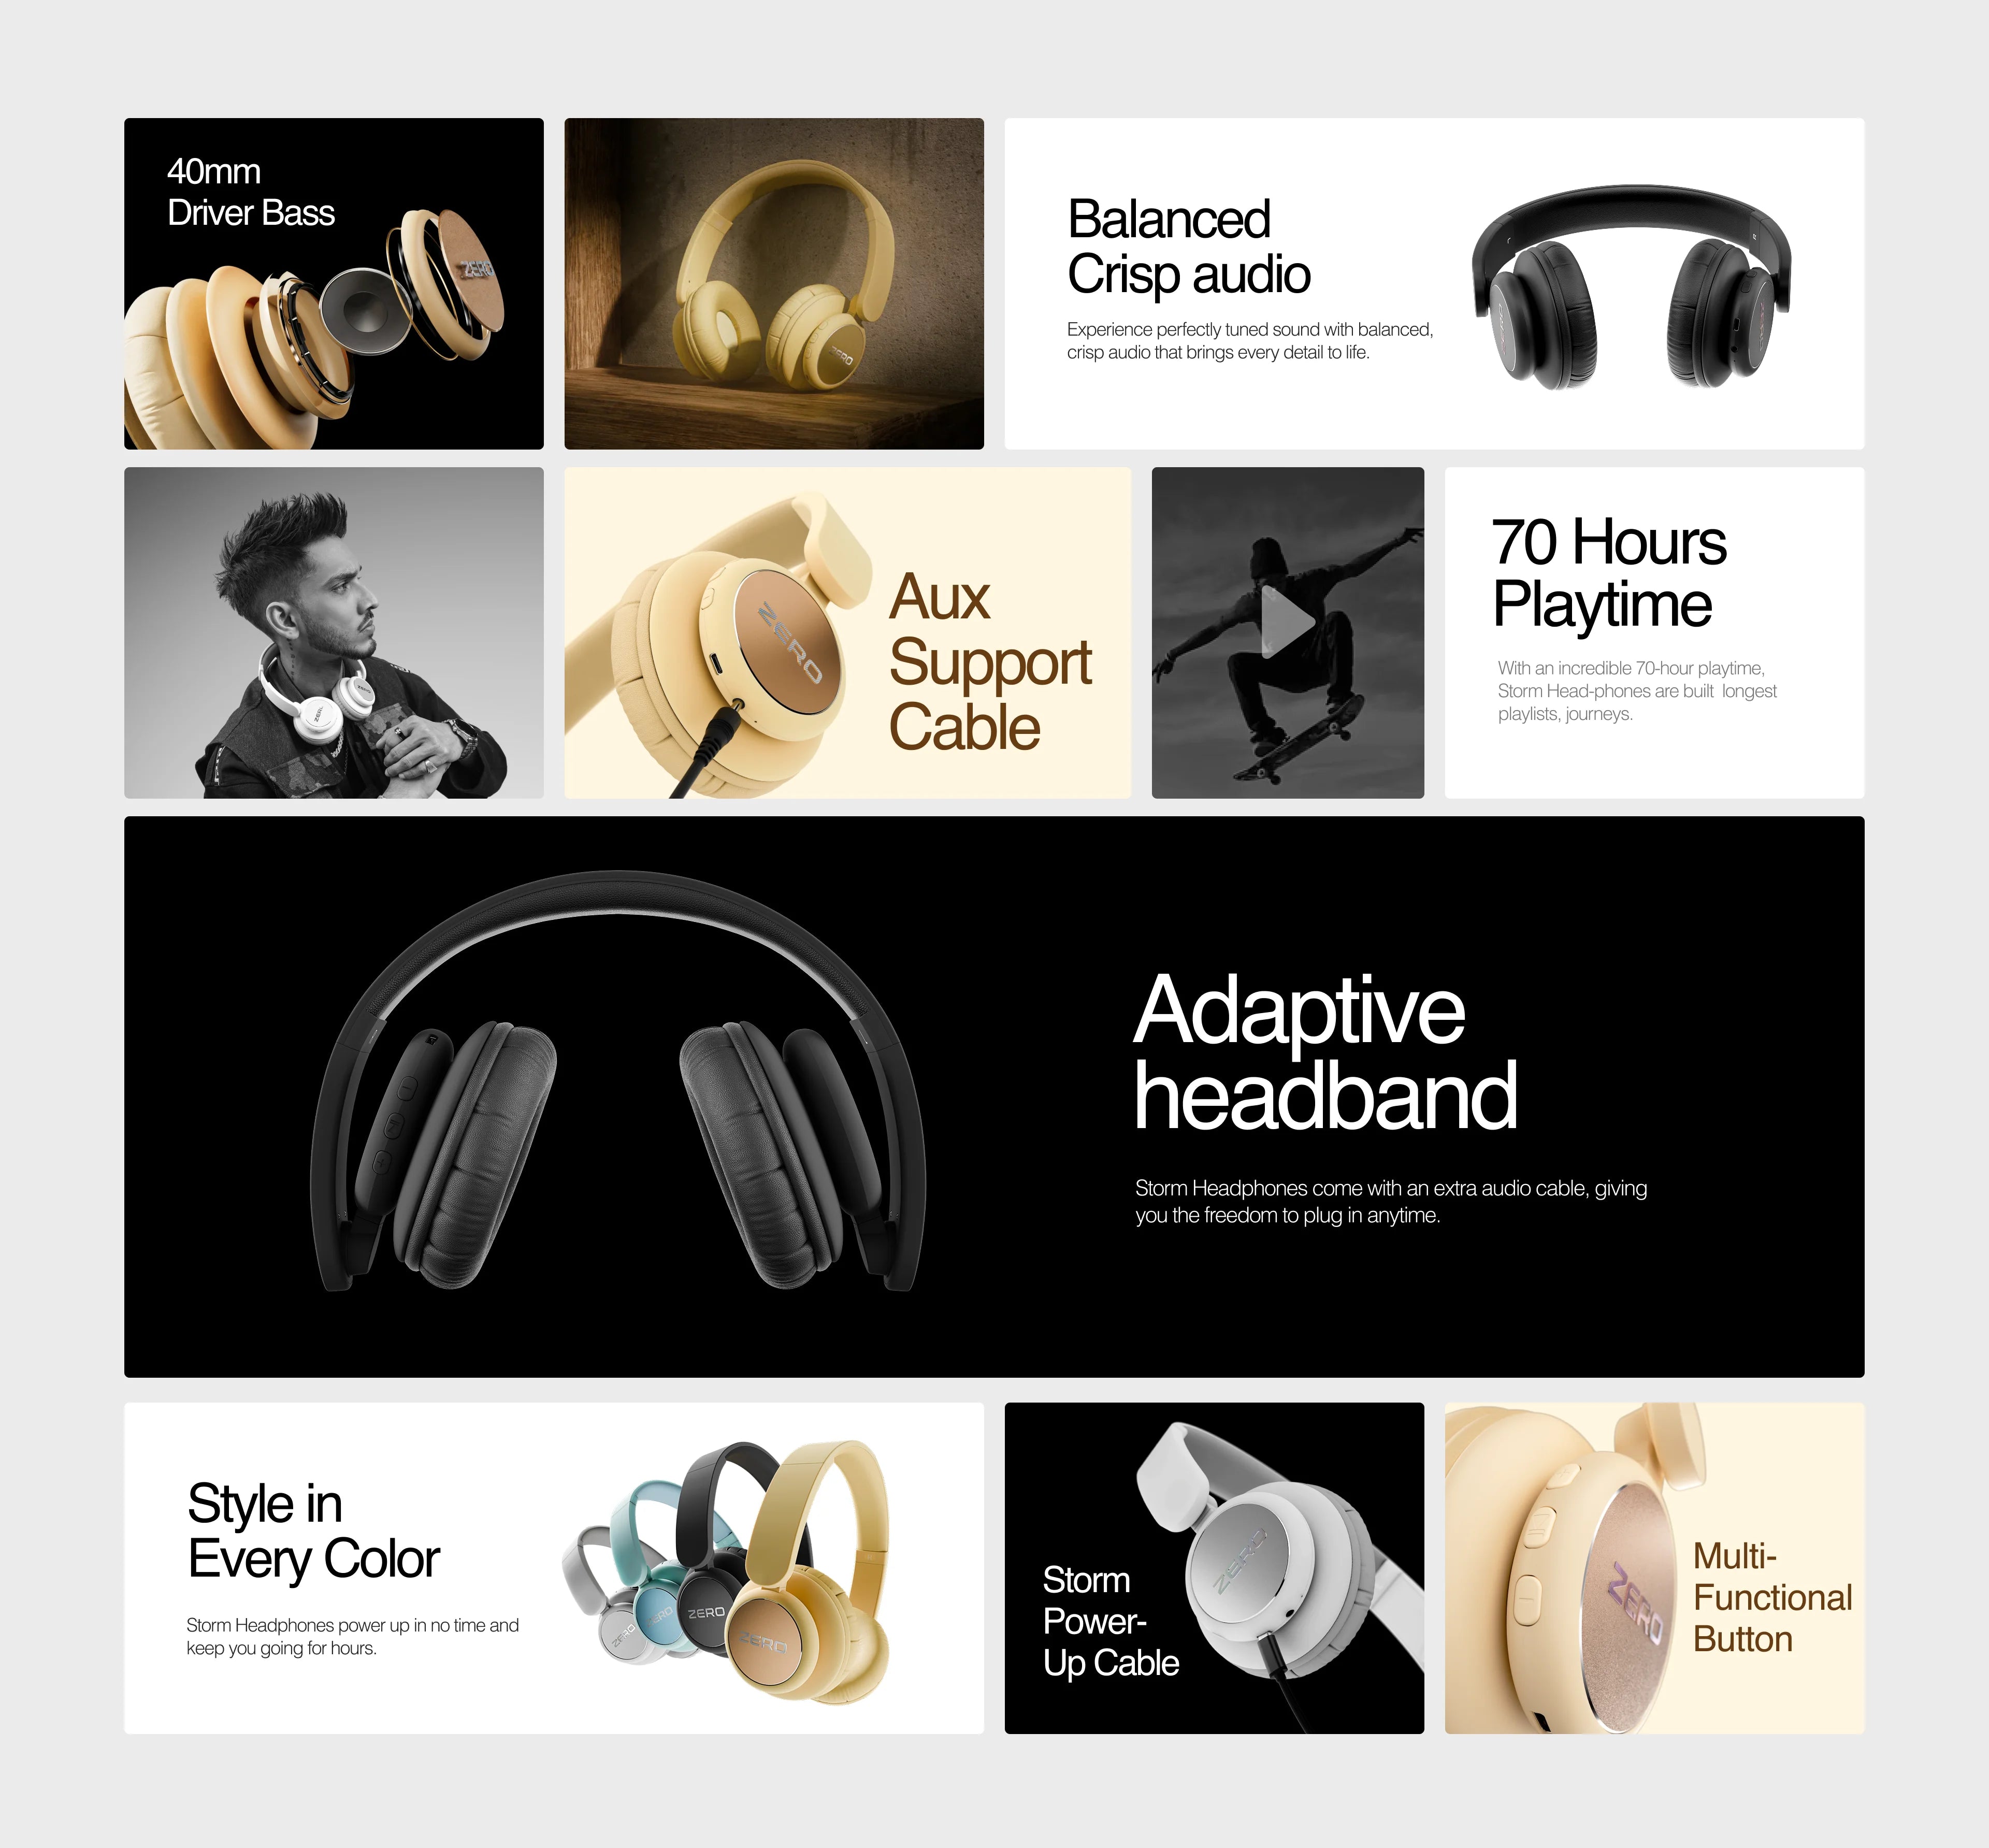 40mm
Driver Bass
ZERO
ZERO
Balanced
Crisp audio
Experience perfectly tuned sound with balanced,
crisp audio that brings every detail to life.
ZERO
Aux
Support
Cable
ZERO
70 Hours
Playtime
With an incredible 70-hour playtime,
Storm Head-phones are built  longest
playlists, journeys.
Adaptive
headband
Storm Headphones come with an extra audio cable, giving
you the freedom to plug in anytime.
Style in
Every Color
Storm Headphones power up in no time and
keep you going for hours.
ZERO
ZERO
ZERO
ZERO
Storm
Power-
Up Cable
ZERO
Multi-
Functional
Button
ZERO